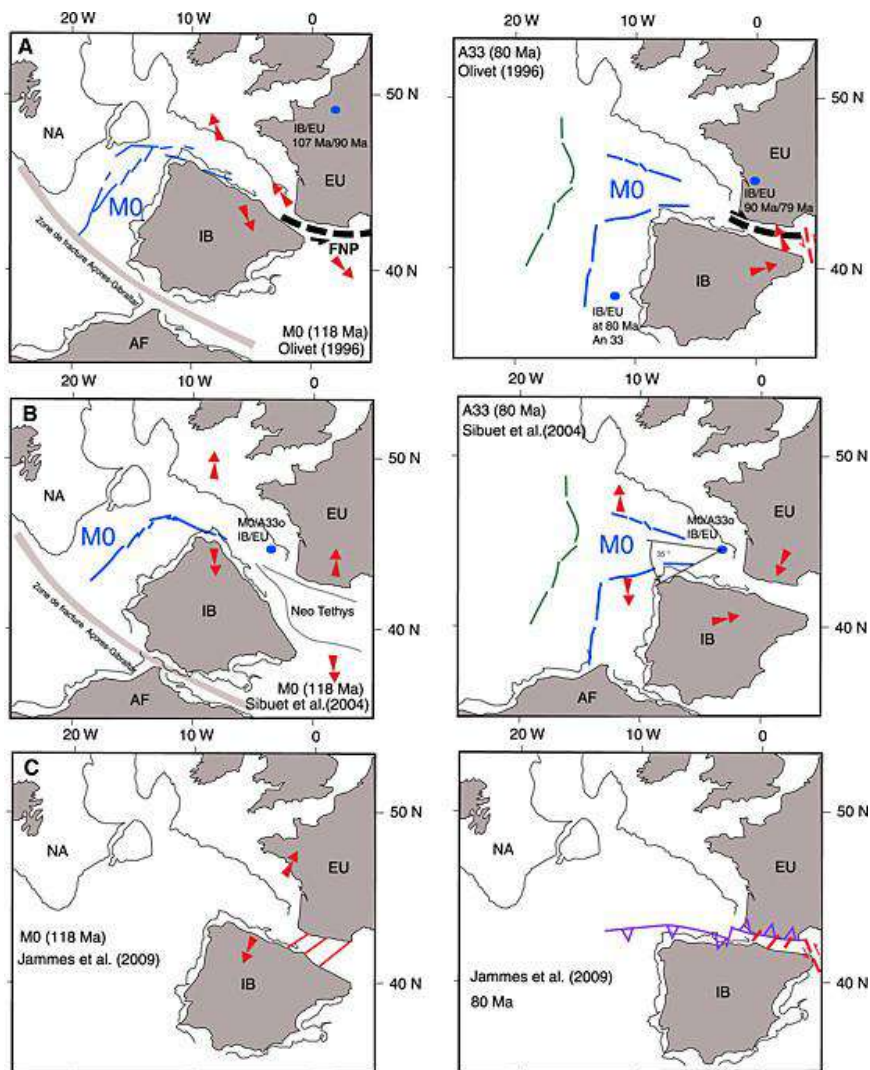 20 W 10 W 0
A
NA
M0
IB/EU
107 Ma/90 Ma
EU
50 N
IB
FNP
40 N
Zone de fracture Açores-Gibraltar
AF
M0 (118 Ma)
Olivet (1996)
20 W 10 W 0
A33 (80 Ma)
Olivet (1996)
50 N
EU
M0
IB/EU
90 Ma/79 Ma
IB
IB/EU
at 80 Ma
An 33
40 N
20 W 10 W 0
B
NA
M0
M0/A33o
IB/EU
EU
50 N
Neo Tethys
IB
40 N
Zone de fracture Açores-Gibraltar
AF
M0 (118 Ma)
Sibuet et al.(2004)
20 W 10 W 0
A33 (80 Ma)
Sibuet et al.(2004)
50 N
EU
M0
M0/A33o
IB/EU
35 °
IB
40 N
AF
20 W 10 W 0
C
NA
EU
50 N
M0 (118 Ma)
Jammes et al. (2009)
IB
40 N
20 W 10 W 0
NA
EU
50 N
Jammes et al. (2009)
80 Ma
IB
40 N